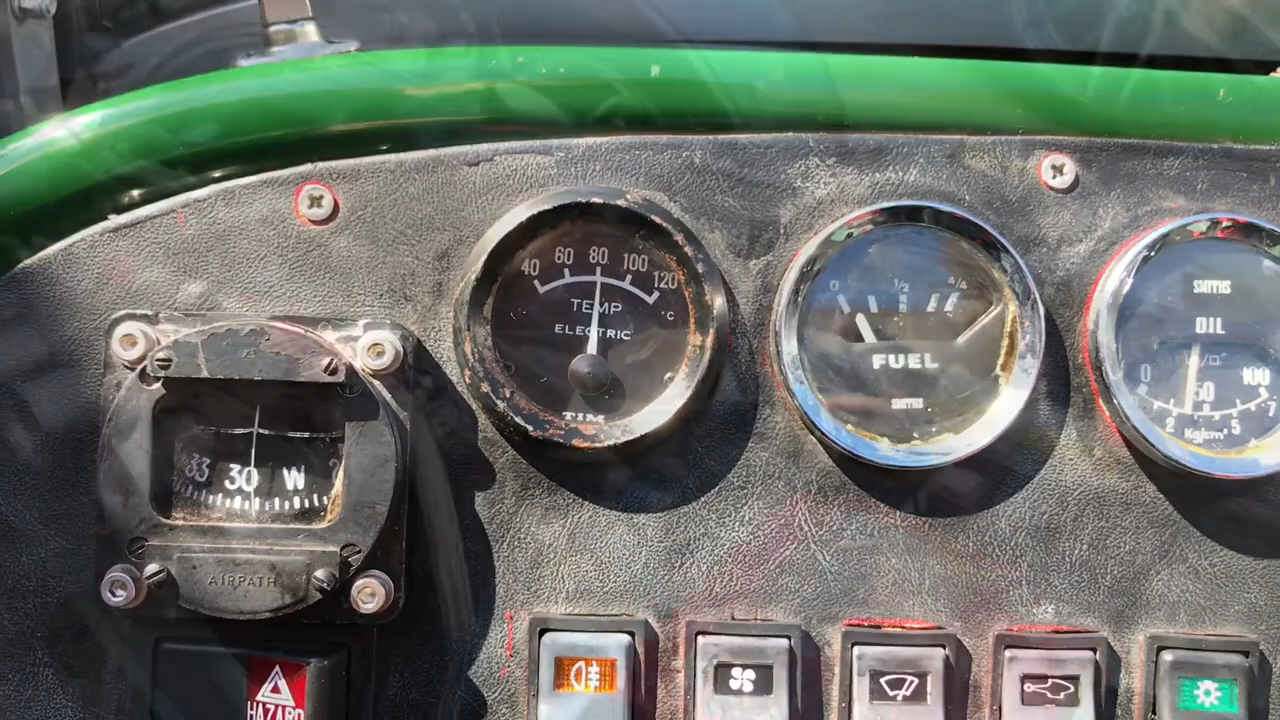 40 60 80 100 120
°C
TEMP
ELECTRIC
TIM
0 1/2 4/4
FUEL
SMITHS
SMITHS
OIL
0 50 100
2 5 7
Kg/cm²
33 30 W
AIRPATH
HAZARD